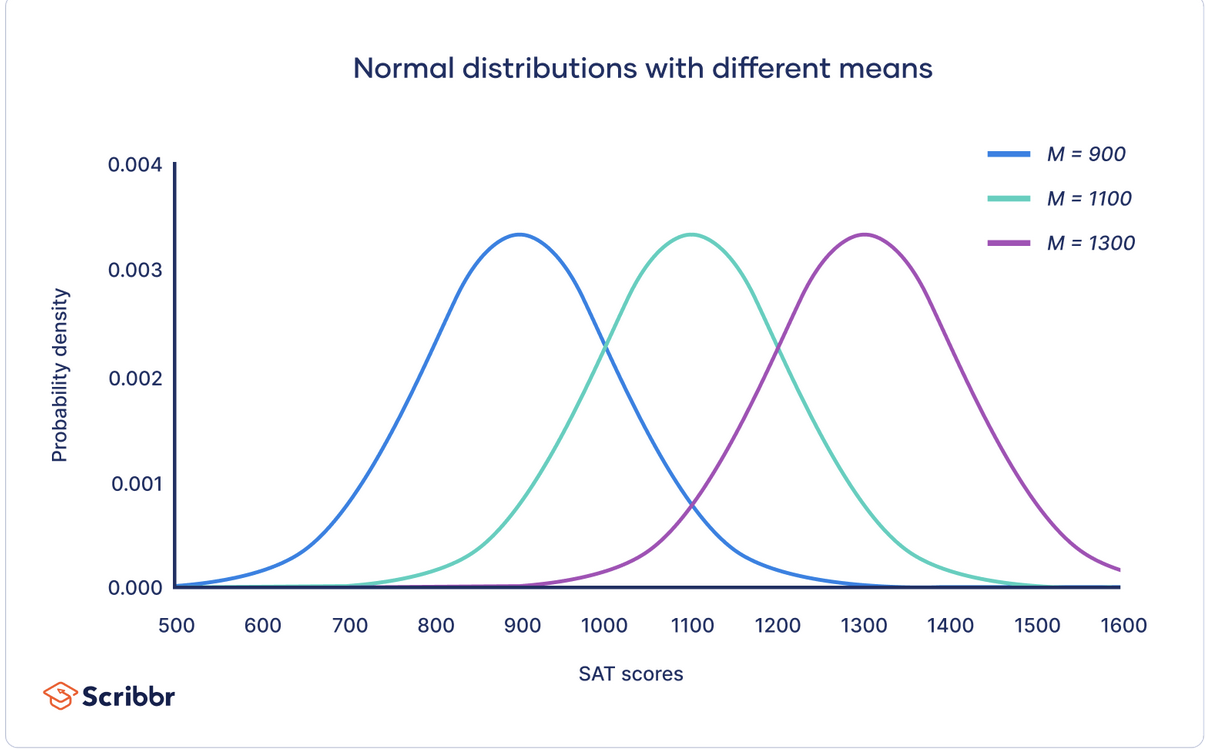 Normal distributions with different means
M = 900
M = 1100
M = 1300
0.004
0.003
0.002
0.001
0.000
Probability density
500 600 700 800 900 1000 1100 1200 1300 1400 1500 1600
SAT scores
Scribbr